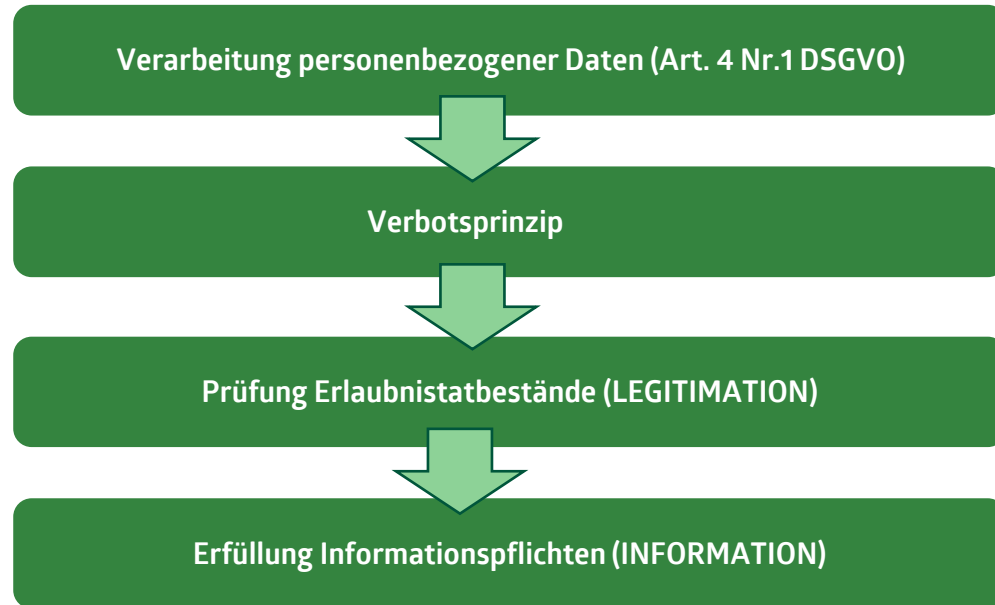 Verarbeitung personenbezogener Daten (Art. 4 Nr.1 DSGVO)
Verbotsprinzip
Prüfung Erlaubnistatbestände (LEGITIMATION)
Erfüllung Informationspflichten (INFORMATION)